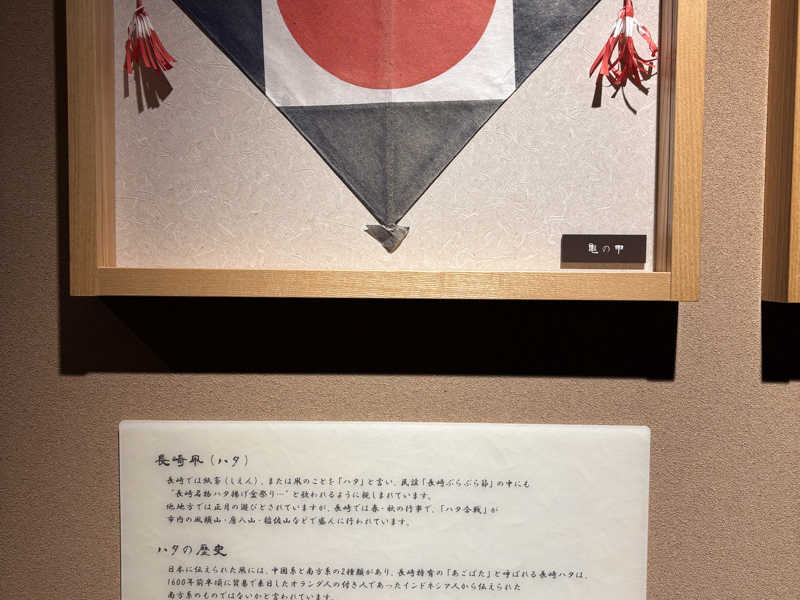 亀の甲
長崎凧（ハタ）
長崎では紙鳶（しえん）、または凧のことを「ハタ」と言い、民謡「長崎ぶらぶら節」の中にも
“長崎名物ハタ揚げ盆祭り…”と歌われるように親しまれています。
他地方では正月の遊びとされていますが、長崎では春・秋の行事で、「ハタ合戦」が
市内の風頭山・唐八山・稲佐山などで盛んに行われています。
ハタの歴史
日本に伝えられた凧には、中国系と南方系の2種類があり、長崎特有の「あごばた」と呼ばれる長崎ハタは、
1600年前半頃に貿易で来日したオランダ人の付き人であったインドネシア人から伝えられた
南方系のものではないかと言われています。